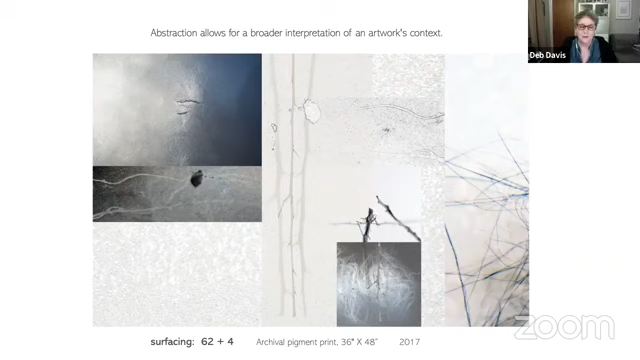 Abstraction allows for a broader interpretation of an artwork's context.
Deb Davis
surfacing: 62 + 4 Archival pigment print, 36" X 48" 2017
zoom